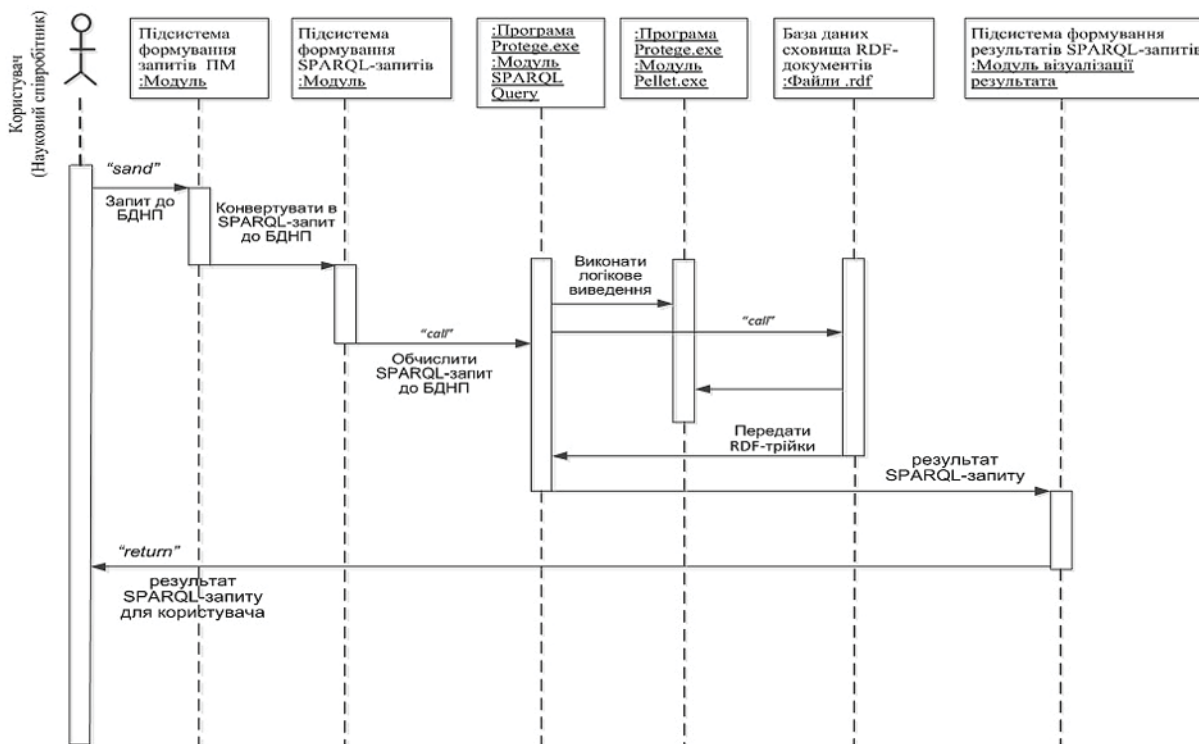 Користувач
(Науковий співробітник)
Підсистема
формування
запитів ПМ
:Модуль
Підсистема
формування
SPARQL-запитів
:Модуль
:Програма
Protege.exe
:Модуль
SPARQL
Query
:Програма
Protege.exe
:Модуль
Pellet.exe
База даних
сховища RDF-
документів
:Файли .rdf
Підсистема формування
результатів SPARQL-запитів
:Модуль візуалізації
результата
“sand”
Запит до
БДНП
Конвертувати в
SPARQL-запит
до БДНП
“call”
Обчислити
SPARQL-запит
до БДНП
Виконати
логікове
виведення
“call”
Передати
RDF-трійки
результат
SPARQL-запиту
“return”
результат
SPARQL-запиту
для користувача